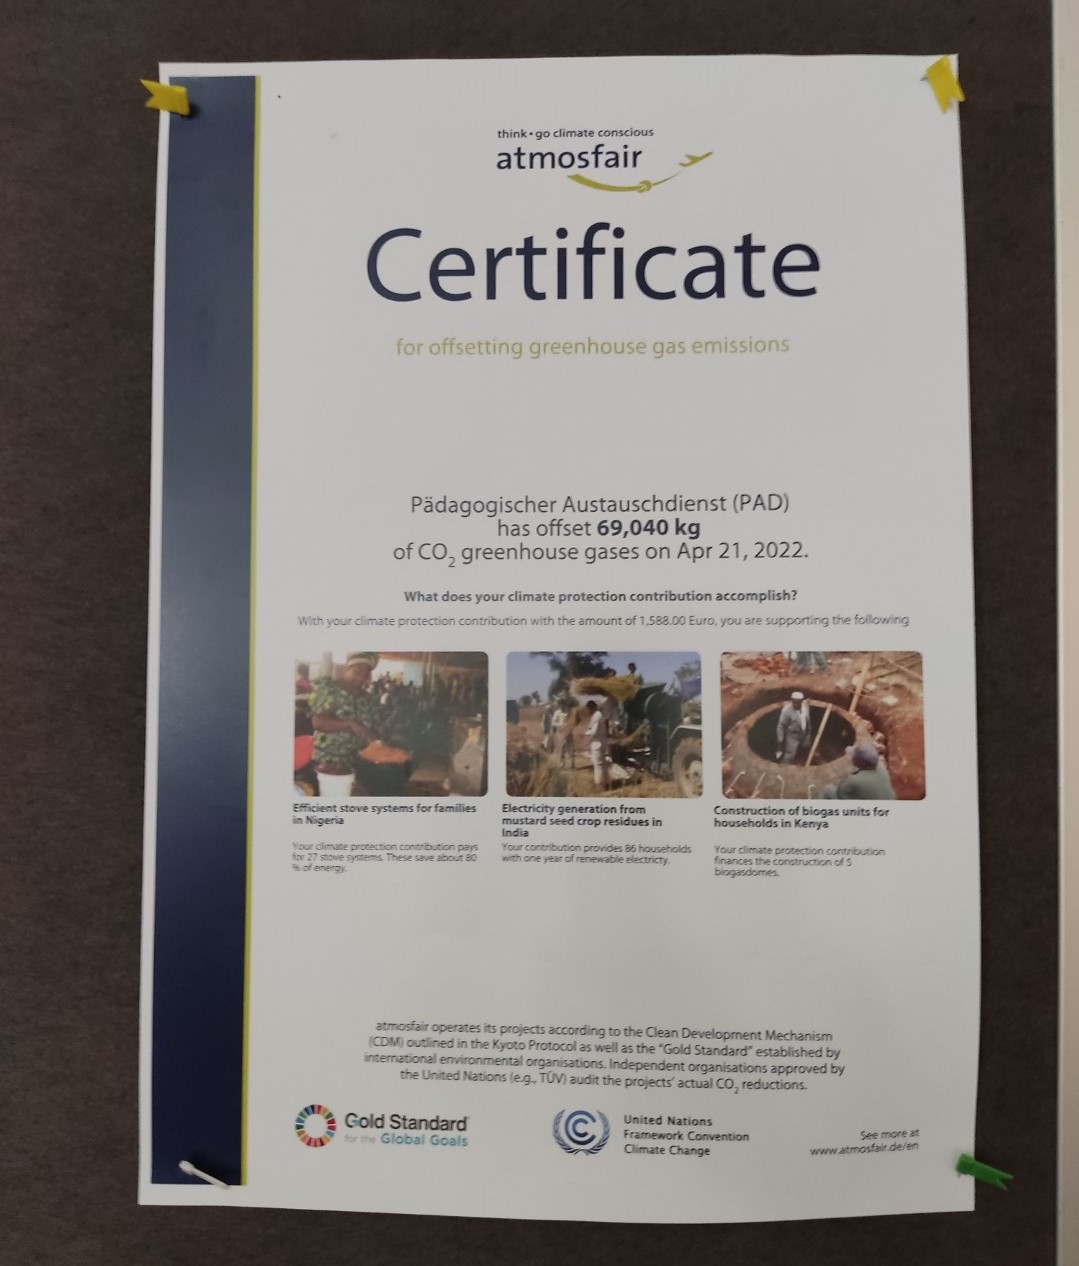 think • go climate conscious
atmosfair
Certificate
for offsetting greenhouse gas emissions
Pädagogischer Austauschdienst (PAD)
has offset 69,040 kg
of CO₂ greenhouse gases on Apr 21, 2022.
What does your climate protection contribution accomplish?
With your climate protection contribution with the amount of 1,588.00 Euro, you are supporting the following
Efficient stove systems for families
in Nigeria
Your climate protection contribution pays
for 27 stove systems. These save about 80
% of energy.
Electricity generation from
mustard seed crop residues in
India
Your contribution provides 86 households
with one year of renewable electricty.
Construction of biogas units for
households in Kenya
Your climate protection contribution
finances the construction of 5
biogasdomes.
atmosfair operates its projects according to the Clean Development Mechanism
(CDM) outlined in the Kyoto Protocol as well as the "Gold Standard" established by
international environmental organisations. Independent organisations approved by
the United Nations (e.g., TÜV) audit the projects' actual CO₂ reductions.
Gold Standard
for the Global Goals
United Nations
Framework Convention
Climate Change
See more at
www.atmosfair.de/en